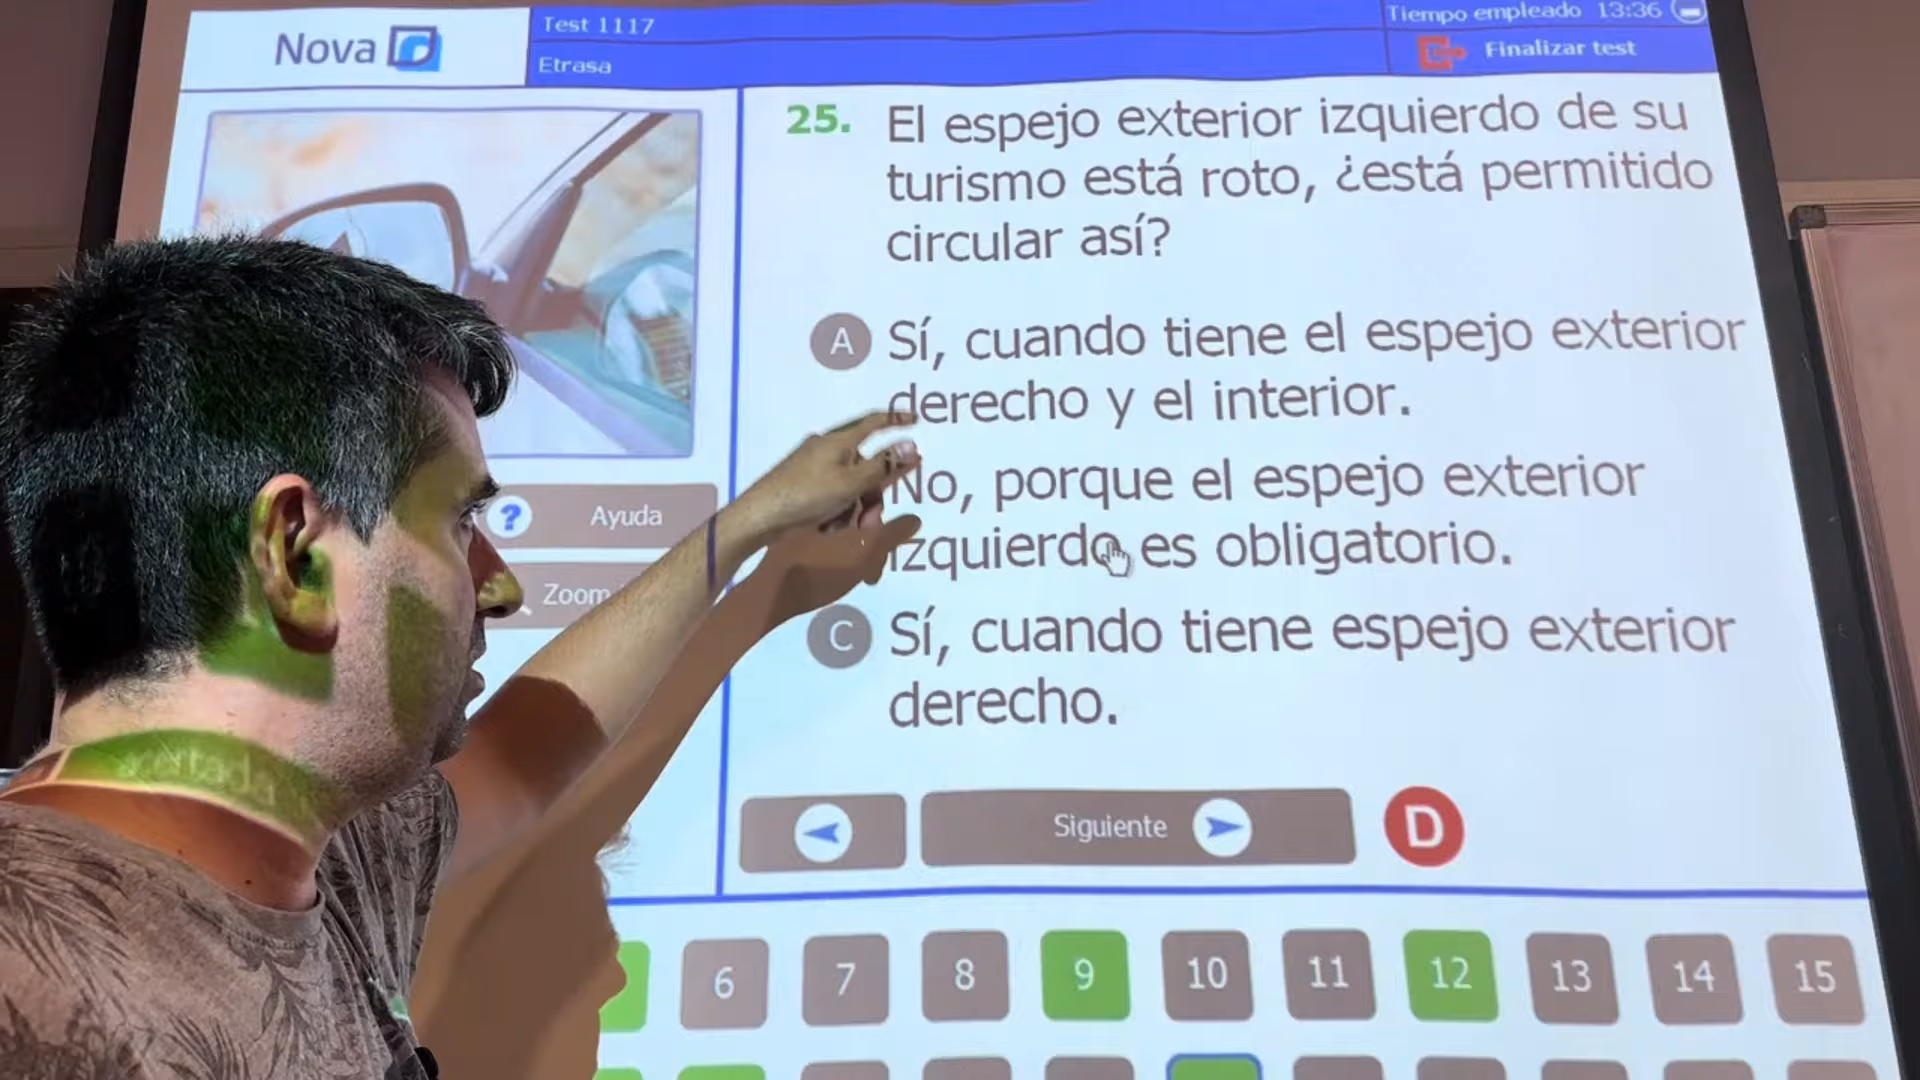 Nova
Test 1117
Etrasa
Tiempo empleado 13:36
Finalizar test
25. El espejo exterior izquierdo de su
turismo está roto, ¿está permitido
circular así?
A Sí, cuando tiene el espejo exterior
derecho y el interior.
No, porque el espejo exterior
izquierdo es obligatorio.
C Sí, cuando tiene espejo exterior
derecho.
? Ayuda
Zoom
Siguiente
D
acertada
6 7 8 9 10 11 12 13 14 15